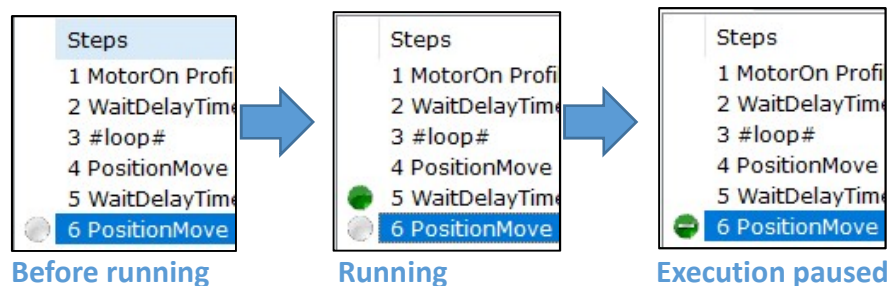 Steps
1 MotorOn Profi
2 WaitDelayTime
3 #loop#
4 PositionMove
5 WaitDelayTime
6 PositionMove
Before running
Steps
1 MotorOn Profi
2 WaitDelayTime
3 #loop#
4 PositionMove
5 WaitDelayTime
6 PositionMove
Running
Steps
1 MotorOn Profi
2 WaitDelayTime
3 #loop#
4 PositionMove
5 WaitDelayTime
6 PositionMove
Execution paused